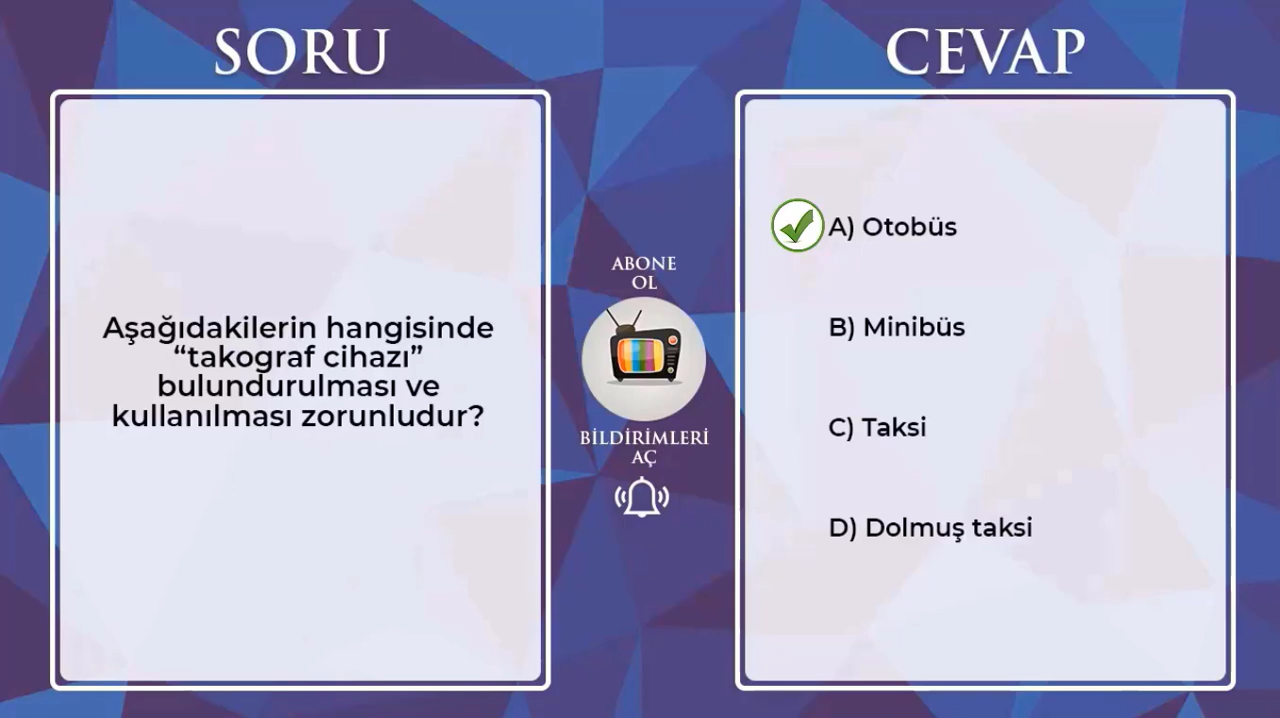 SORU
Aşağıdakilerin hangisinde
“takograf cihazı”
bulundurulması ve
kullanılması zorunludur?
ABONE
OL
BİLDİRİMLERİ
AÇ
CEVAP
A) Otobüs
B) Minibüs
C) Taksi
D) Dolmuş taksi